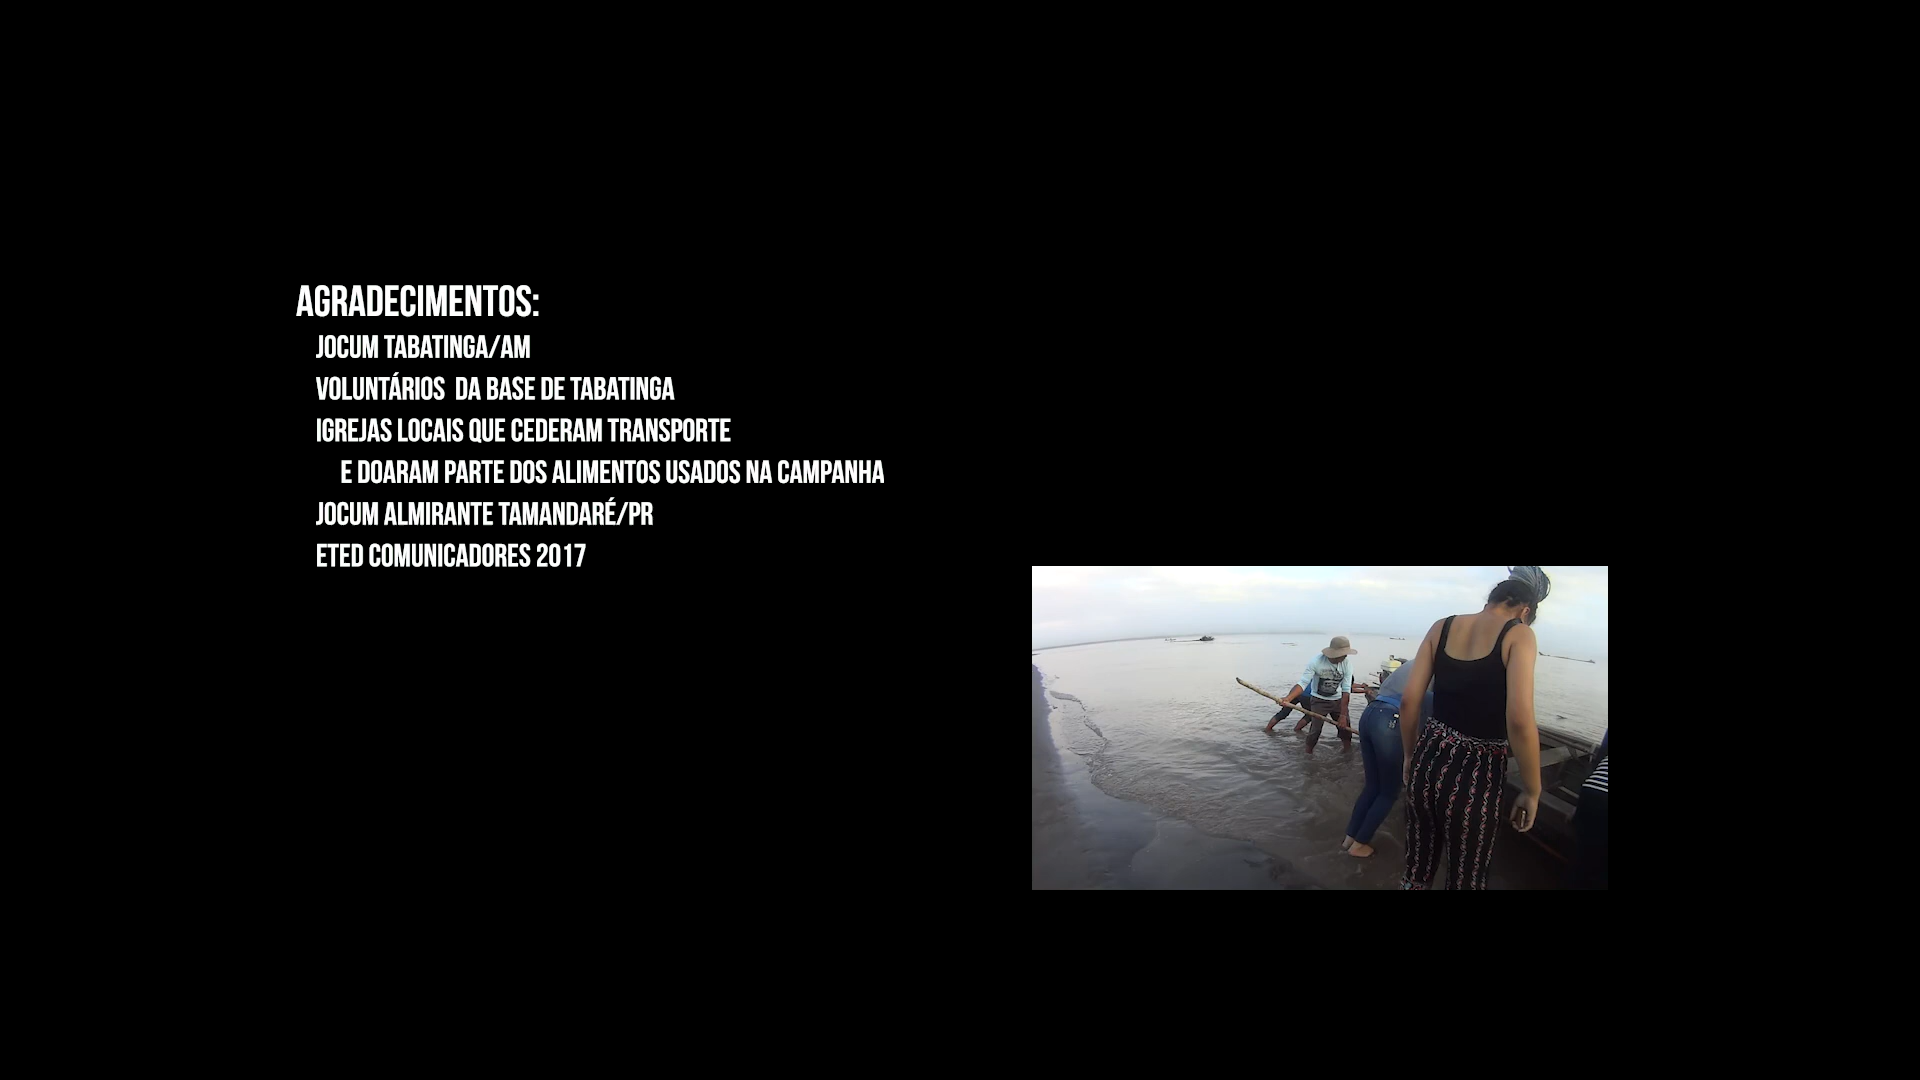 AGRADECIMENTOS:
JOCUM TABATINGA/AM
VOLUNTÁRIOS DA BASE DE TABATINGA
IGREJAS LOCAIS QUE CEDERAM TRANSPORTE
E DOARAM PARTE DOS ALIMENTOS USADOS NA CAMPANHA
JOCUM ALMIRANTE TAMANDARÉ/PR
ETED COMUNICADORES 2017